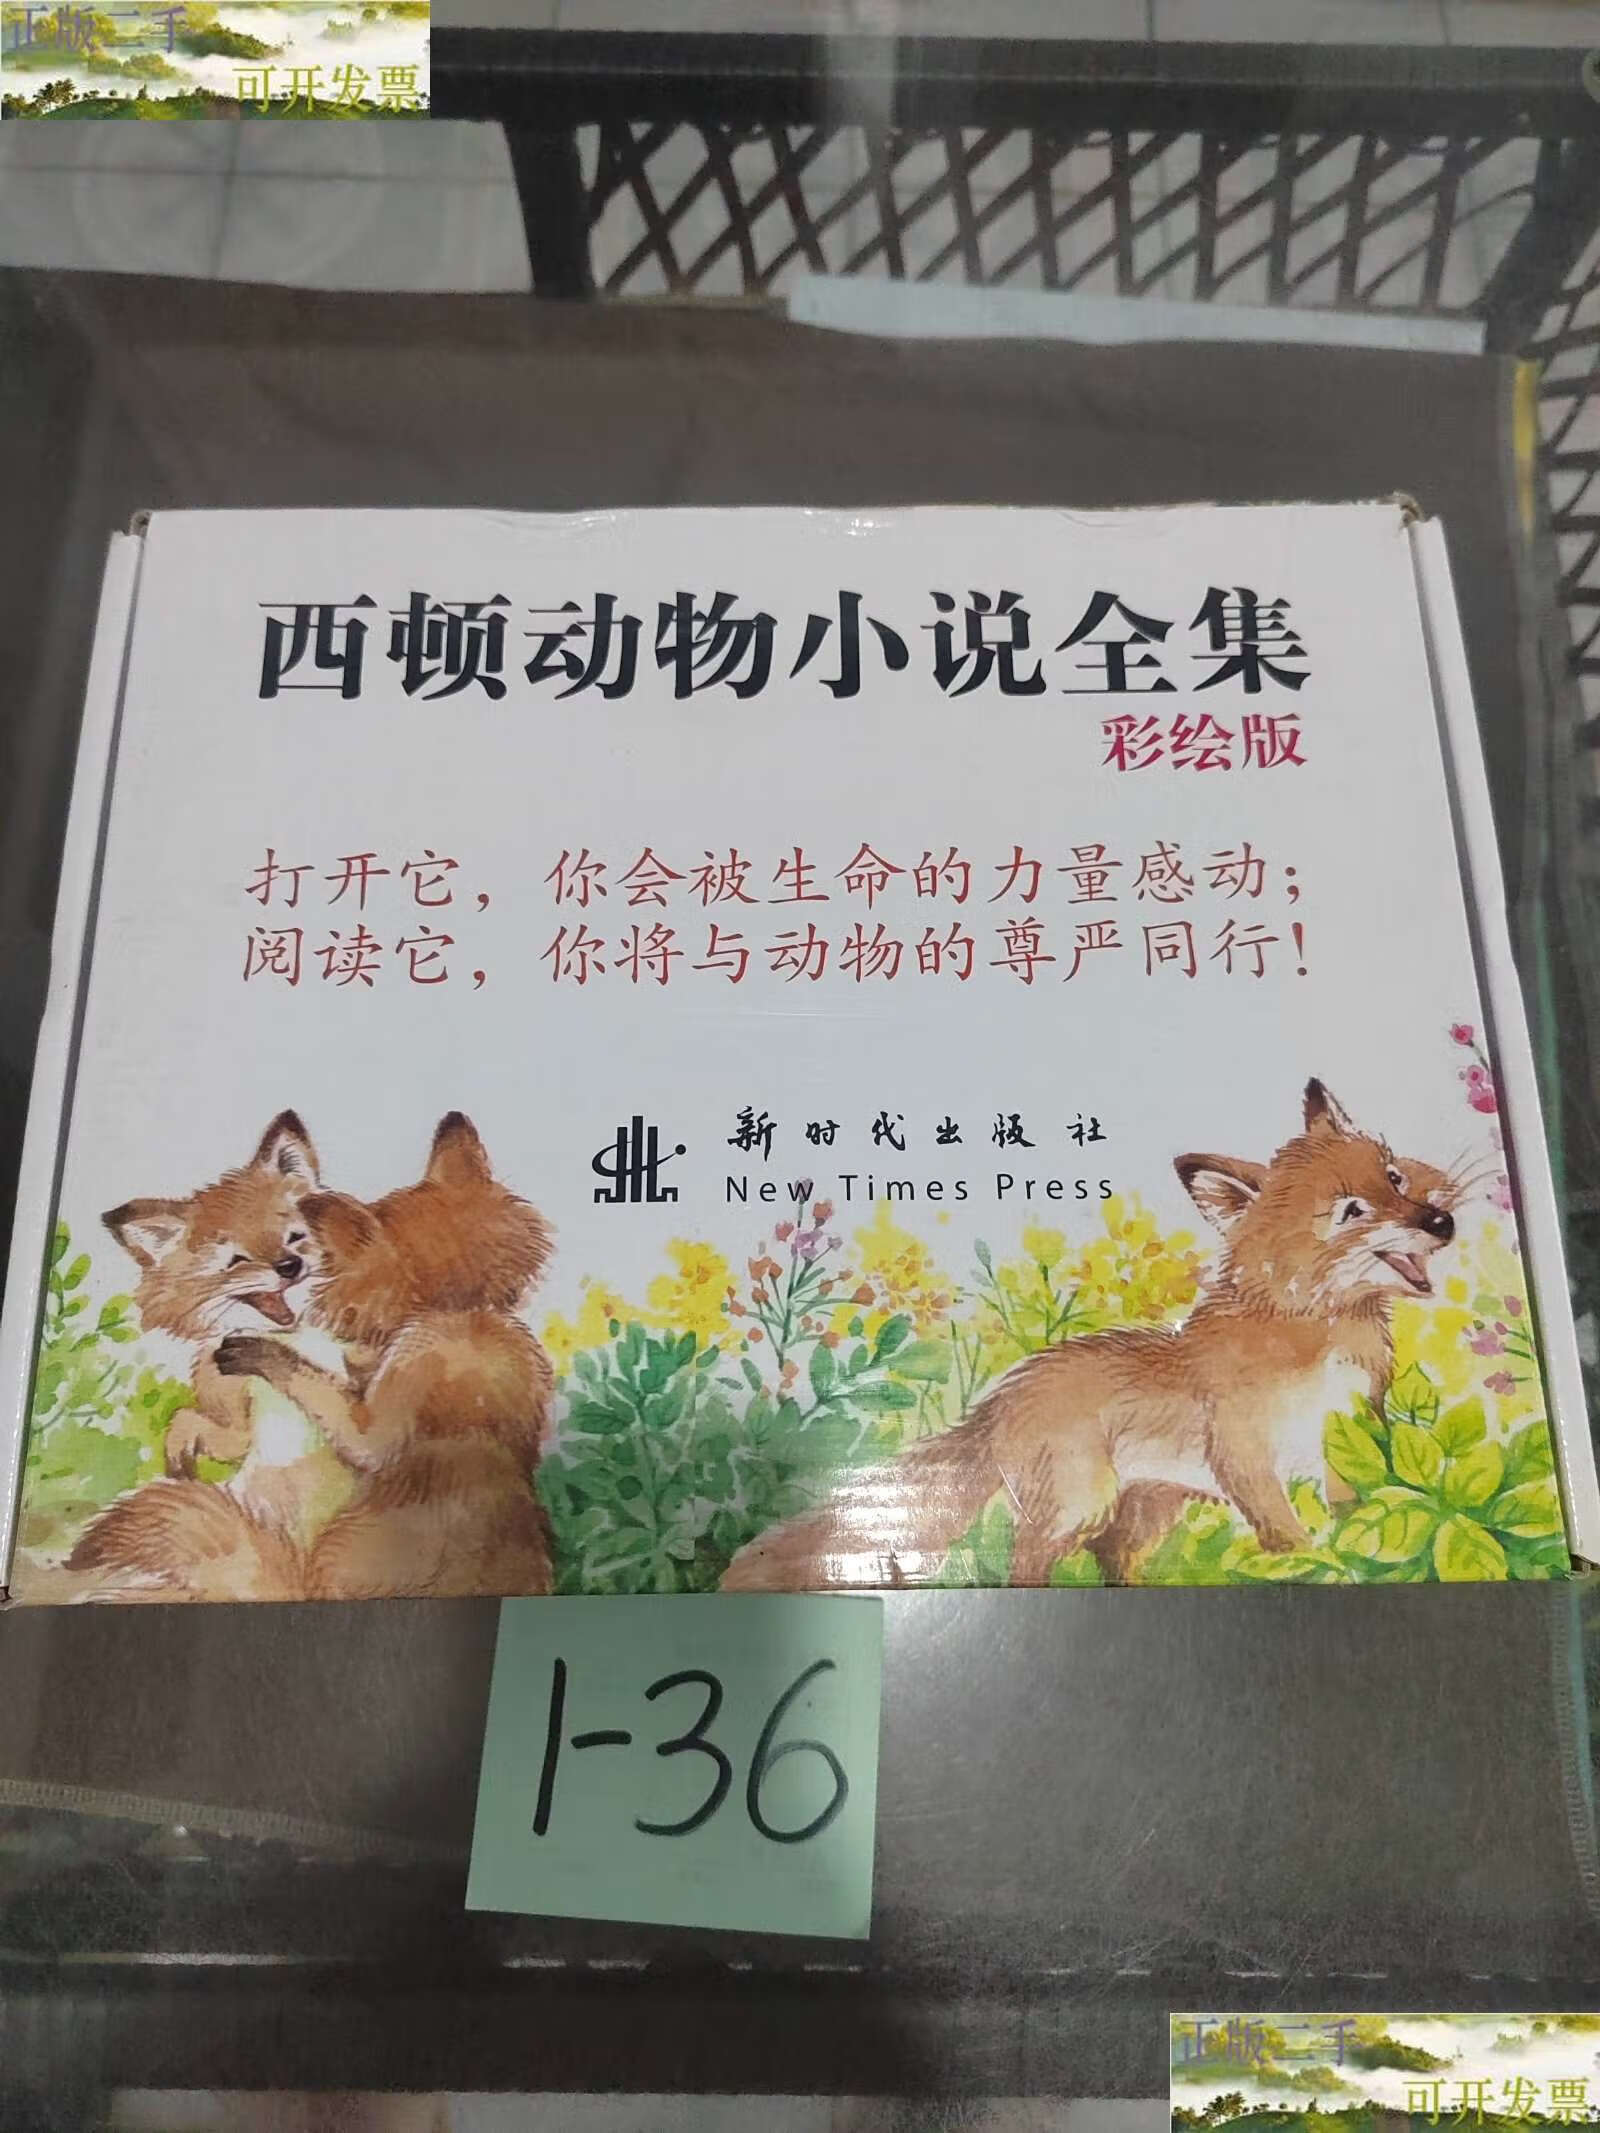 正版二手
可开发票
西顿动物小说全集
彩绘版
打开它，你会被生命的力量感动；
阅读它，你将与动物的尊严同行！
新时代出版社
New Times Press
1-36
正版二手
可开发票